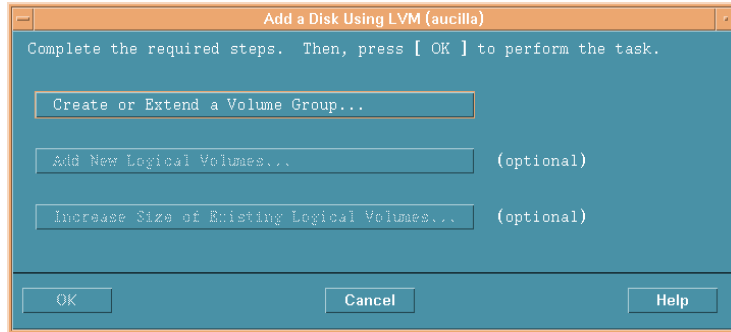 Add a Disk Using LVM (aucilla)
Complete the required steps. Then, press [ OK ] to perform the task.
Create or Extend a Volume Group...
Add New Logical Volumes... (optional)
Increase Size of Existing Logical Volumes... (optional)
OK Cancel Help